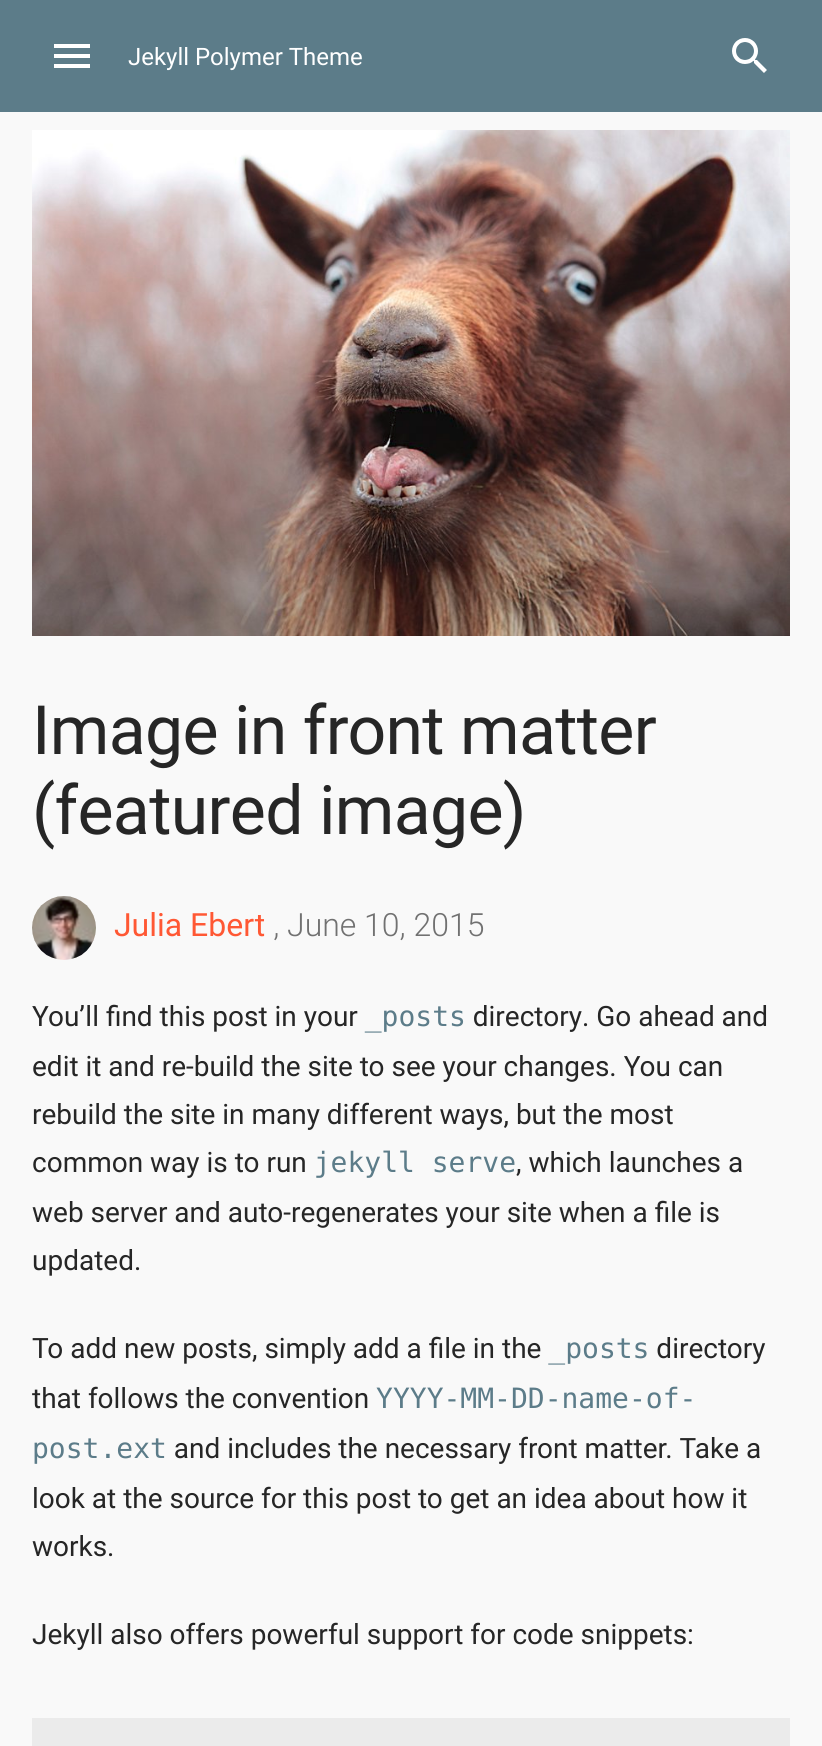 Jekyll Polymer Theme
Image in front matter
(featured image)
Julia Ebert , June 10, 2015
You’ll find this post in your _posts directory. Go ahead and
edit it and re-build the site to see your changes. You can
rebuild the site in many different ways, but the most
common way is to run jekyll serve, which launches a
web server and auto-regenerates your site when a file is
updated.
To add new posts, simply add a file in the _posts directory
that follows the convention YYYY-MM-DD-name-of-
post.ext and includes the necessary front matter. Take a
look at the source for this post to get an idea about how it
works.
Jekyll also offers powerful support for code snippets: